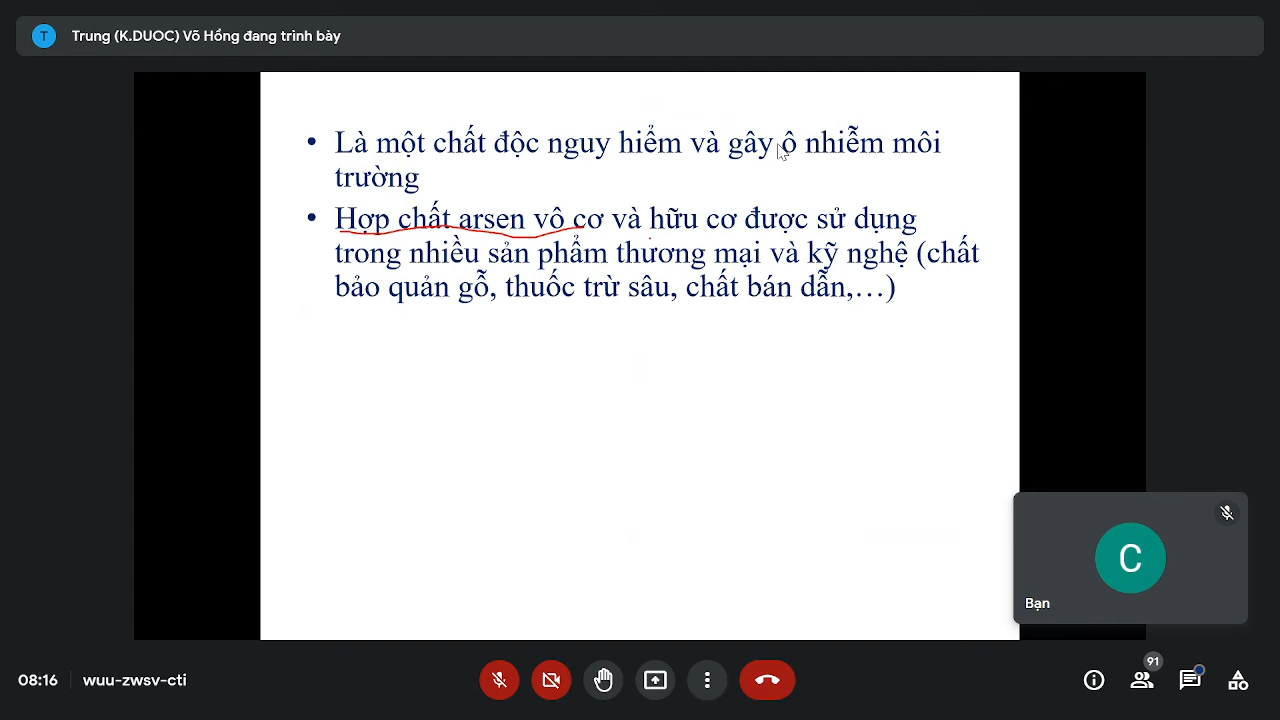 T
Trung (K.DUOC) Võ Hồng đang trình bày
• Là một chất độc nguy hiểm và gây ô nhiễm môi
trường
• Hợp chất arsen vô cơ và hữu cơ được sử dụng
trong nhiều sản phẩm thương mại và kỹ nghệ (chất
bảo quản gỗ, thuốc trừ sâu, chất bán dẫn,…)
C
Bạn
08:16
wuu-zwsv-cti
91